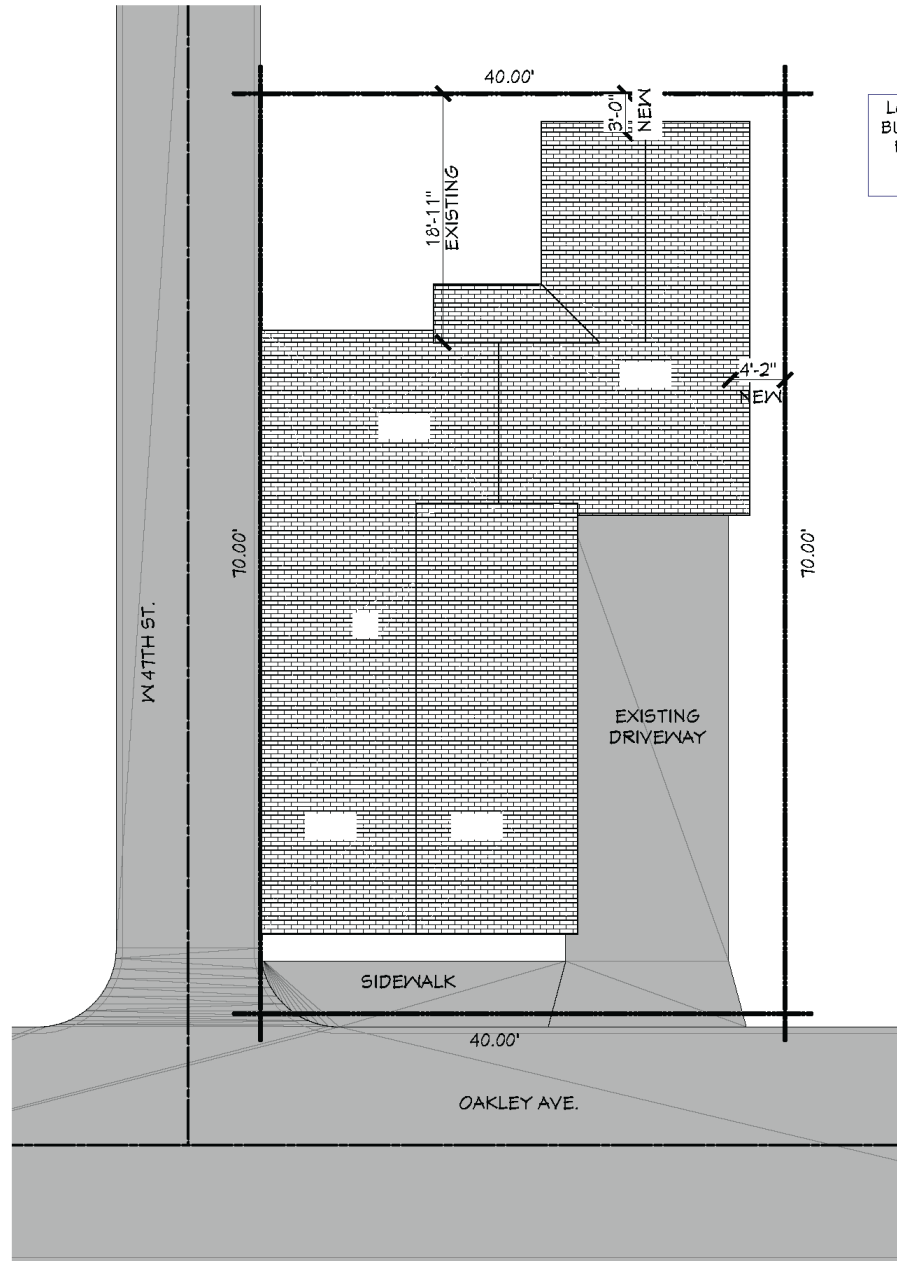 40.00'
3'-0"
NEW
18'-11"
EXISTING
4'-2"
NEW
70.00'
70.00'
W 47TH ST.
EXISTING
DRIVEWAY
SIDEWALK
40.00'
OAKLEY AVE.